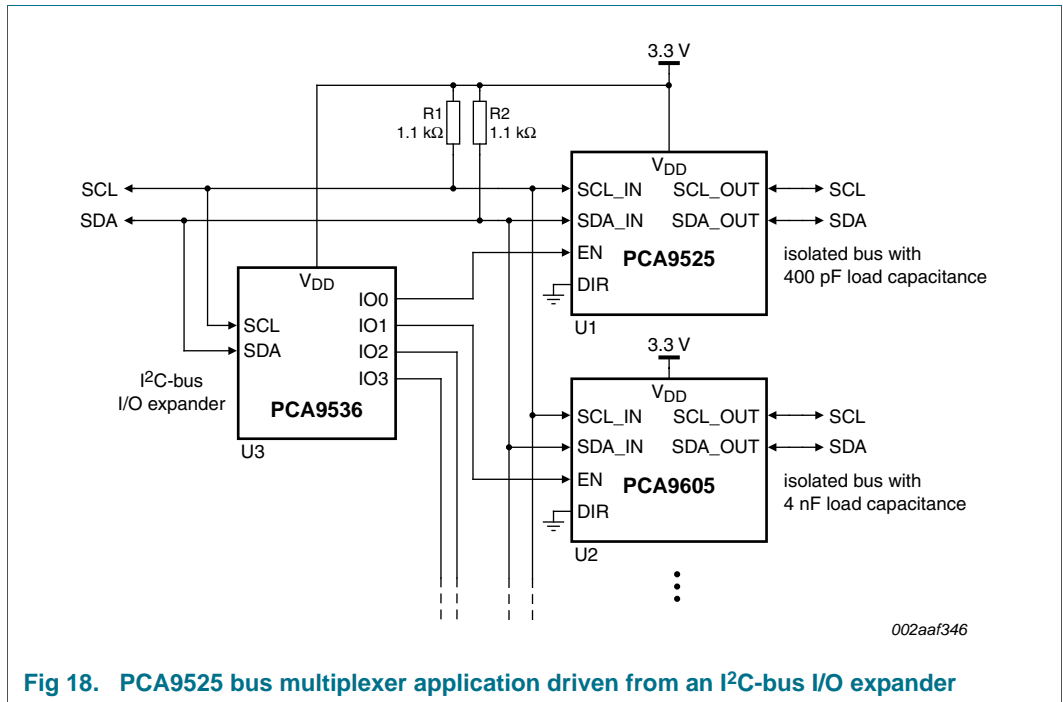 3.3 V
R1
1.1 kΩ
R2
1.1 kΩ
SCL
SDA
VDD
SCL_IN
SCL_OUT
SCL
SDA_IN
SDA_OUT
SDA
EN
PCA9525
DIR
isolated bus with
400 pF load capacitance
U1
VDD
IO0
SCL
IO1
SDA
IO2
IO3
I²C-bus
I/O expander
PCA9536
U3
3.3 V
VDD
SCL_IN
SCL_OUT
SCL
SDA_IN
SDA_OUT
SDA
EN
PCA9605
DIR
isolated bus with
4 nF load capacitance
U2
002aaf346
Fig 18. PCA9525 bus multiplexer application driven from an I²C-bus I/O expander